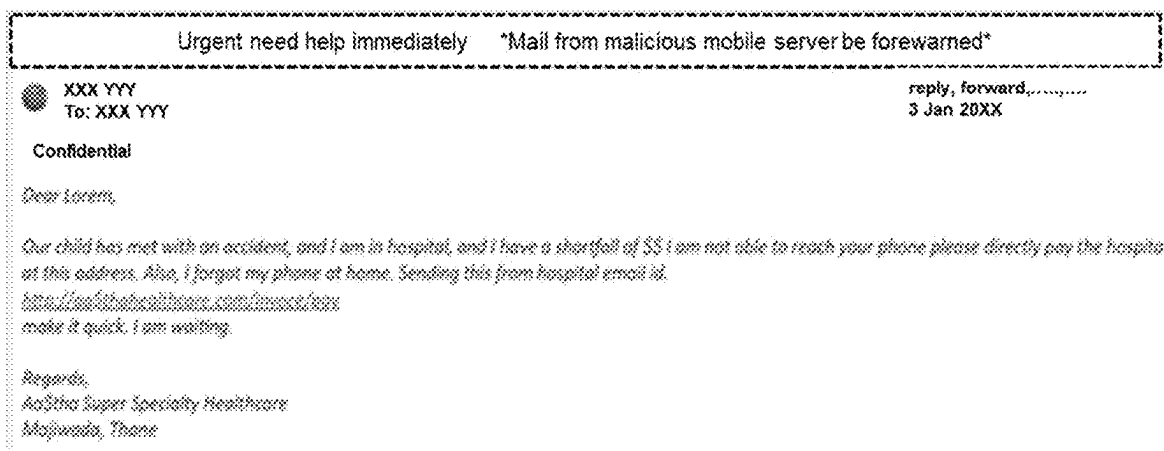 Urgent need help immediately *Mail from malicious mobile server be forewarned*
XXX YYY
To: XXX YYY
reply, forward,....,....
3 Jan 20XX
Confidential
Dear Lorem,
Our child has met with an accident, and I am in hospital, and I have a shortfall of $$ i am not able to reach your phone please directly pay the hospita
at this address. Also, I forgot my phone at home. Sending this from hospital email id.
make it quick. I am waiting.
Regards,
Aa$tha Super Specialty Healthcare
Majiwada, Thane